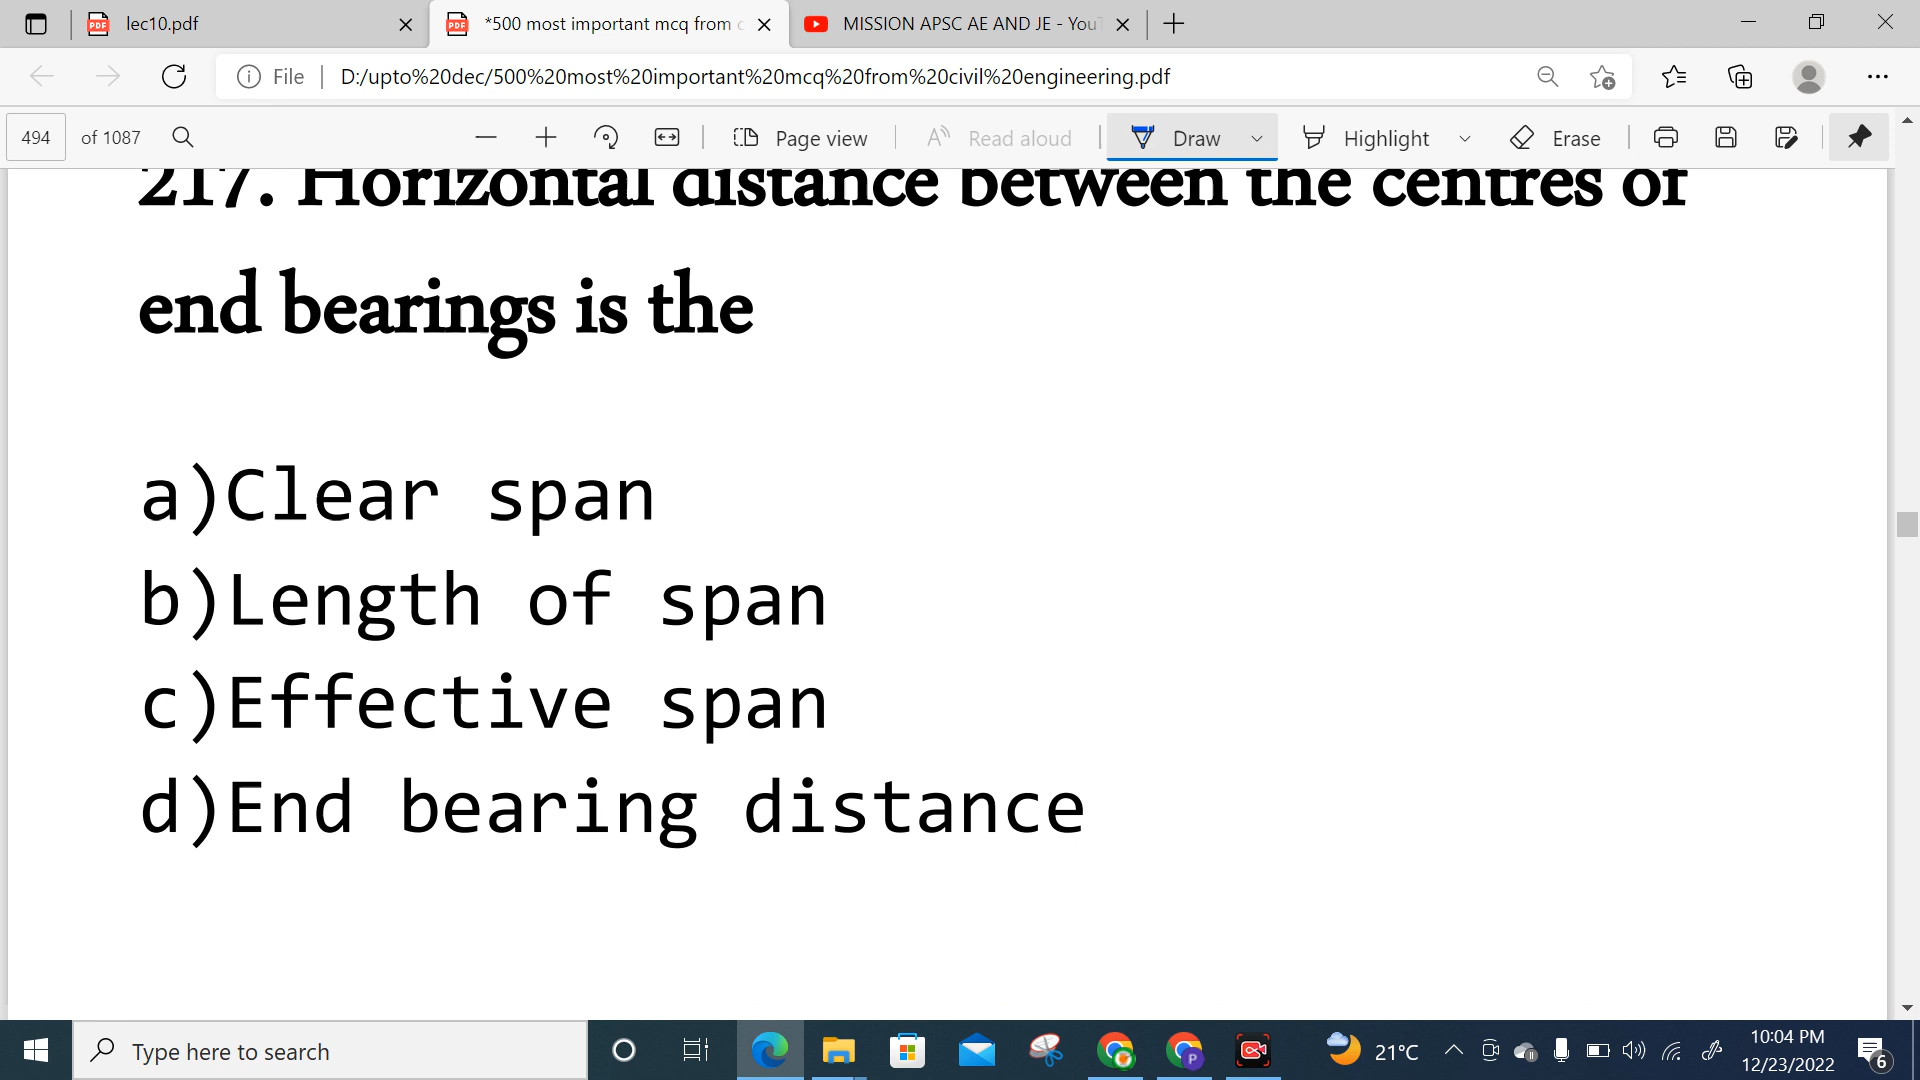 lec10.pdf
*500 most important mcq from c
MISSION APSC AE AND JE - YouT
File
D:/upto%20dec/500%20most%20important%20mcq%20from%20civil%20engineering.pdf
494 of 1087
Page view
Read aloud
Draw
Highlight
Erase
217. Horizontal distance between the centres of
end bearings is the
a)Clear span
b)Length of span
c)Effective span
d)End bearing distance
Type here to search
21°C
10:04 PM
12/23/2022
6